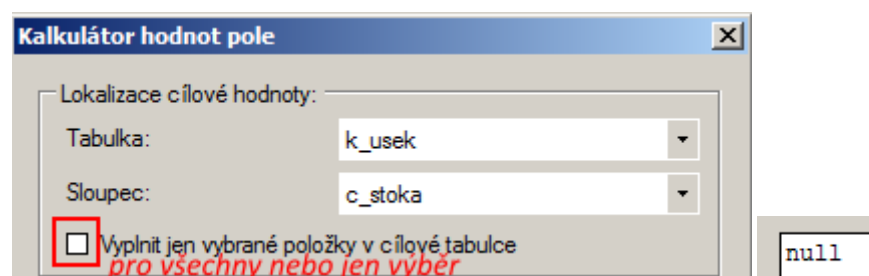 Kalkulátor hodnot pole
Lokalizace cílové hodnoty:
Tabulka: k_usek
Sloupec: c_stoka
Vyplnit jen vybrané položky v cílové tabulce
pro všechny nebo jen výběr
null